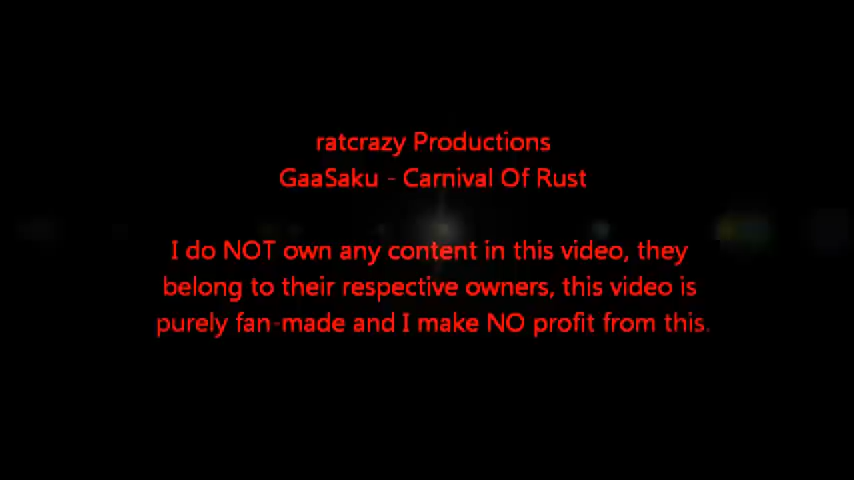 ratcrazy Productions
GaaSaku - Carnival Of Rust
I do NOT own any content in this video, they
belong to their respective owners, this video is
purely fan-made and I make NO profit from this.